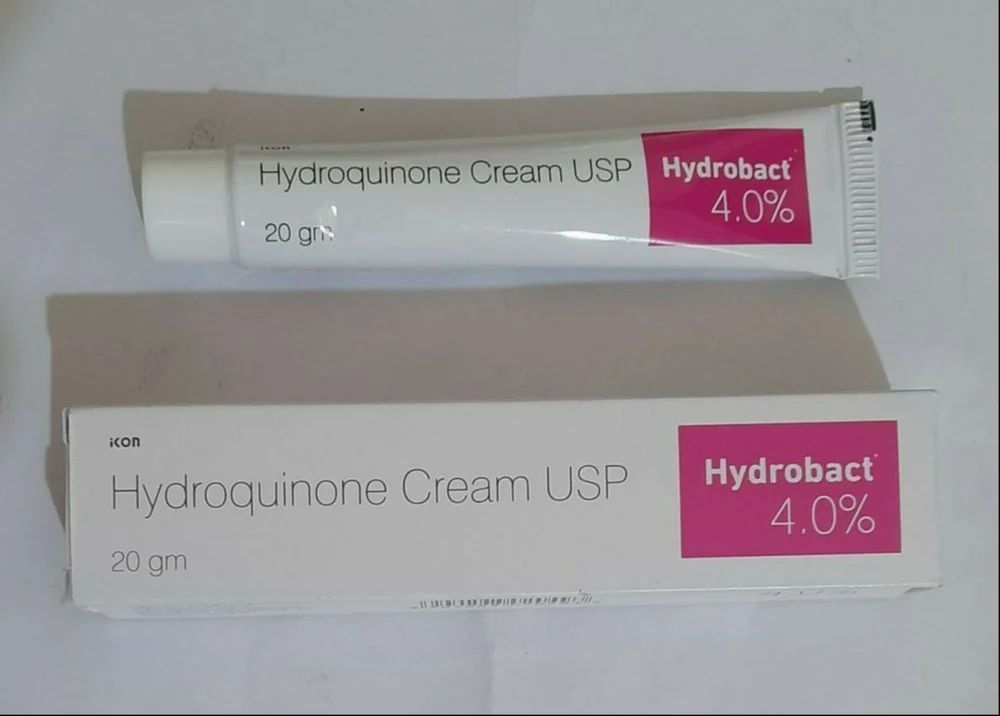 Hydroquinone Cream USP
20 gm
Hydrobact
4.0%
ikon
Hydroquinone Cream USP
20 gm
Hydrobact
4.0%